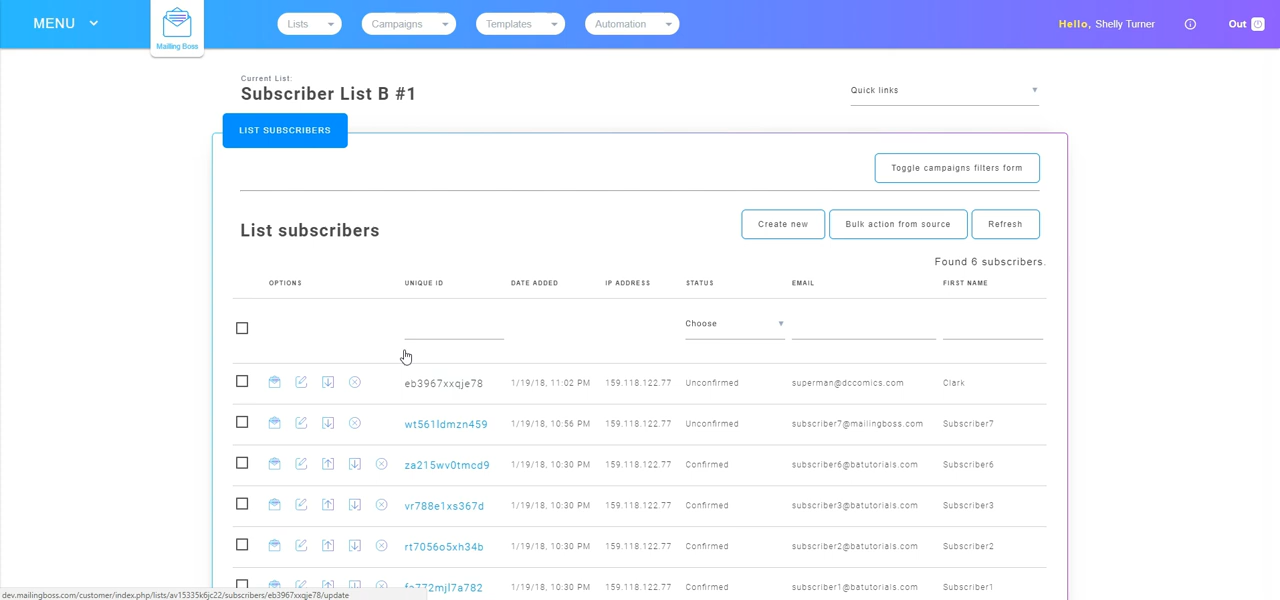 MENU
Mailing Boss
Lists
Campaigns
Templates
Automation
Hello, Shelly Turner
Out
Current List:
Subscriber List B #1
Quick links
LIST SUBSCRIBERS
Toggle campaigns filters form
List subscribers
Create new
Bulk action from source
Refresh
Found 6 subscribers.
OPTIONS UNIQUE ID DATE ADDED IP ADDRESS STATUS EMAIL FIRST NAME
Choose
eb3967xxqje78 1/19/18, 11:02 PM 159.118.122.77 Unconfirmed superman@dccomics.com Clark
wt561ldmzn459 1/19/18, 10:56 PM 159.118.122.77 Unconfirmed subscriber7@mailingboss.com Subscriber7
za215wv0tmcd9 1/19/18, 10:30 PM 159.118.122.77 Confirmed subscriber6@batutorials.com Subscriber6
vr788e1xs367d 1/19/18, 10:30 PM 159.118.122.77 Confirmed subscriber3@batutorials.com Subscriber3
rt7056o5xh34b 1/19/18, 10:30 PM 159.118.122.77 Confirmed subscriber2@batutorials.com Subscriber2
fa772mjl7a782 1/19/18, 10:30 PM 159.118.122.77 Confirmed subscriber1@batutorials.com Subscriber1
dev.mailingboss.com/customer/index.php/lists/av15335k6jc22/subscribers/eb3967xxqje78/update